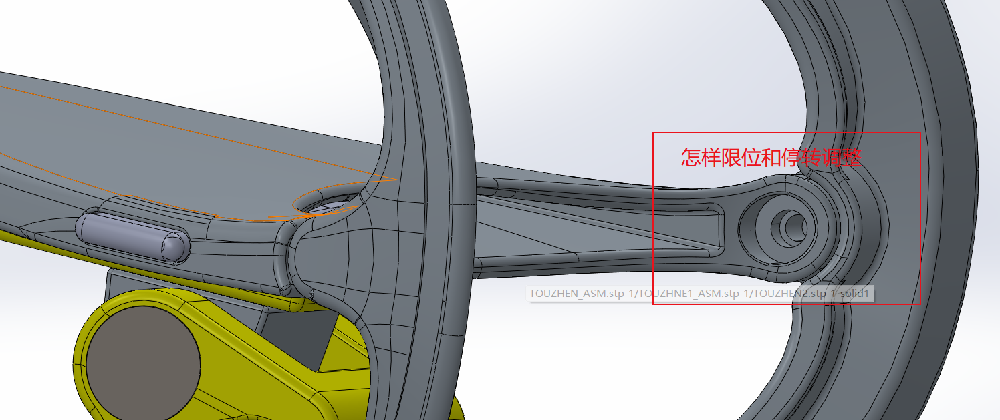 怎样限位和停转调整
TOUZHEN_ASM.stp-1/TOUZHNE1_ASM.stp-1/TOUZHEN2.stp-1-solid1